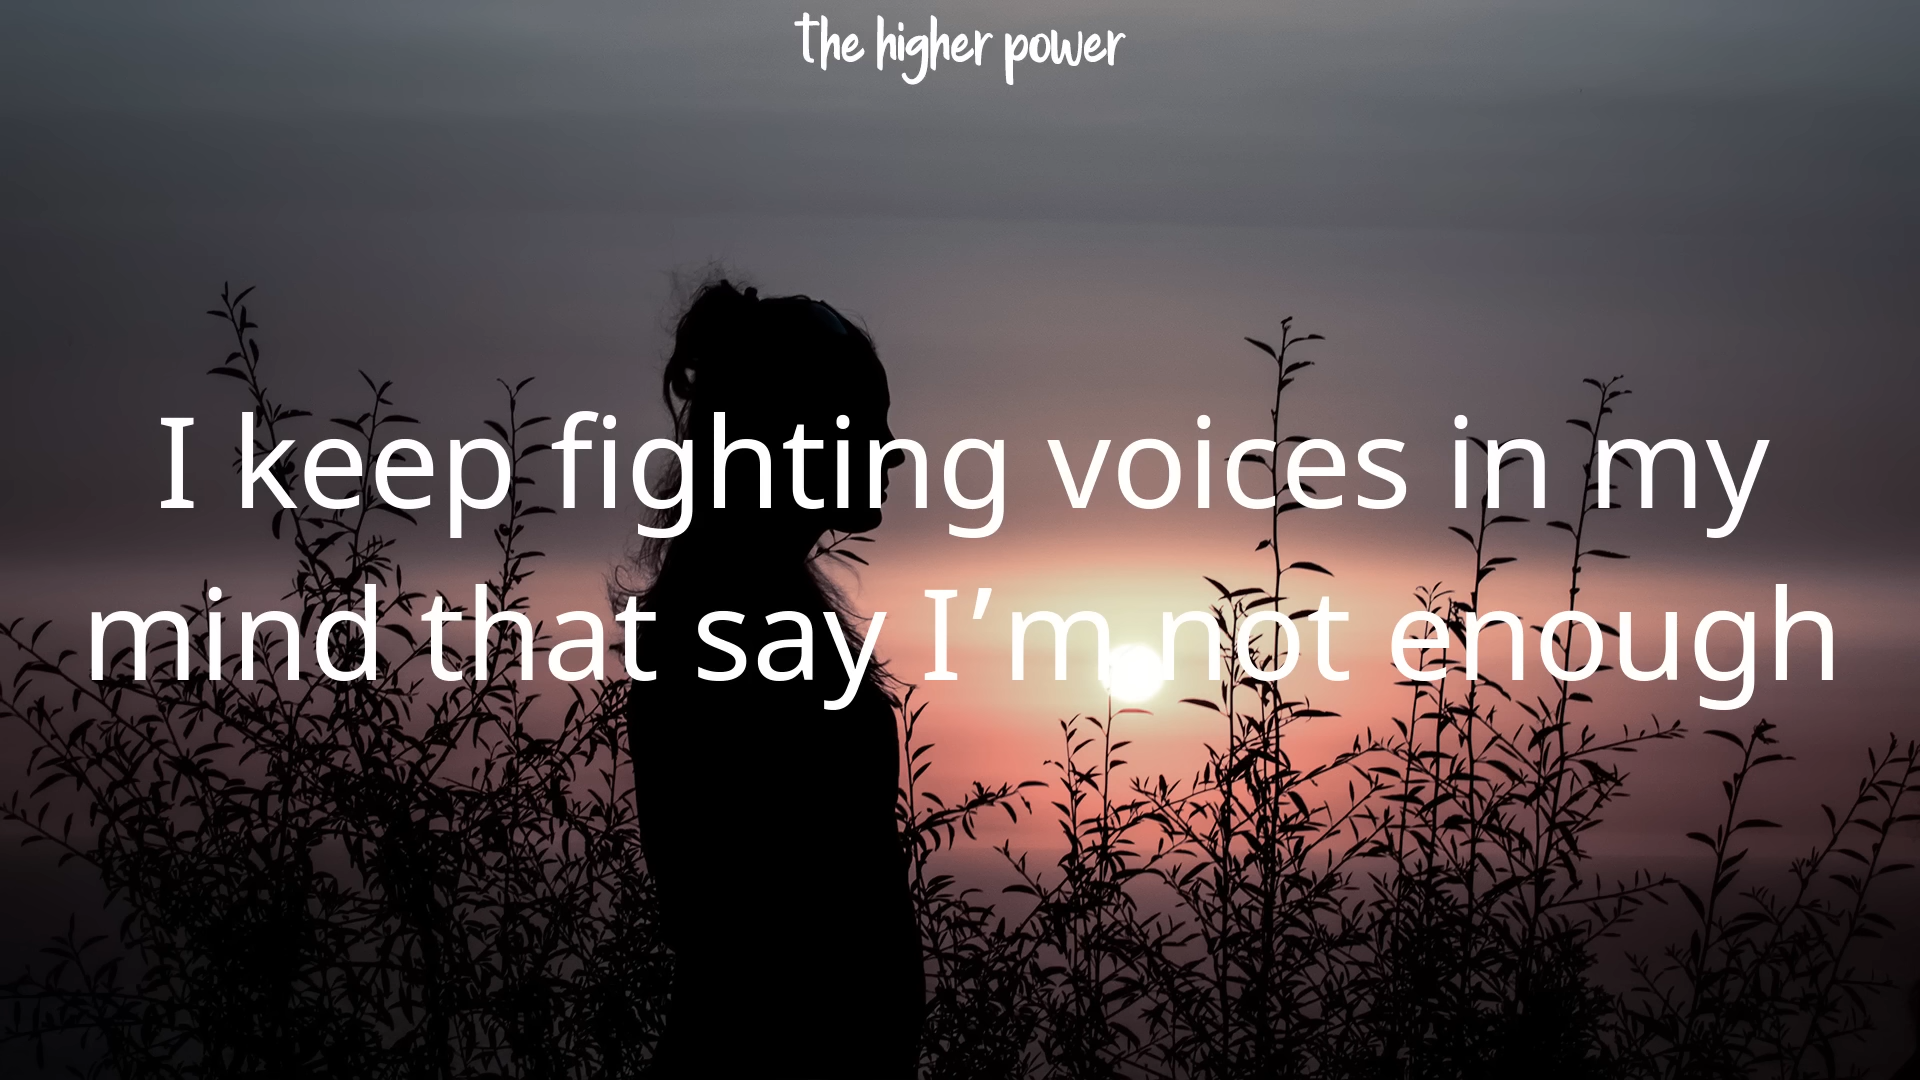 the higher power
I keep fighting voices in my
mind that say I’m not enough